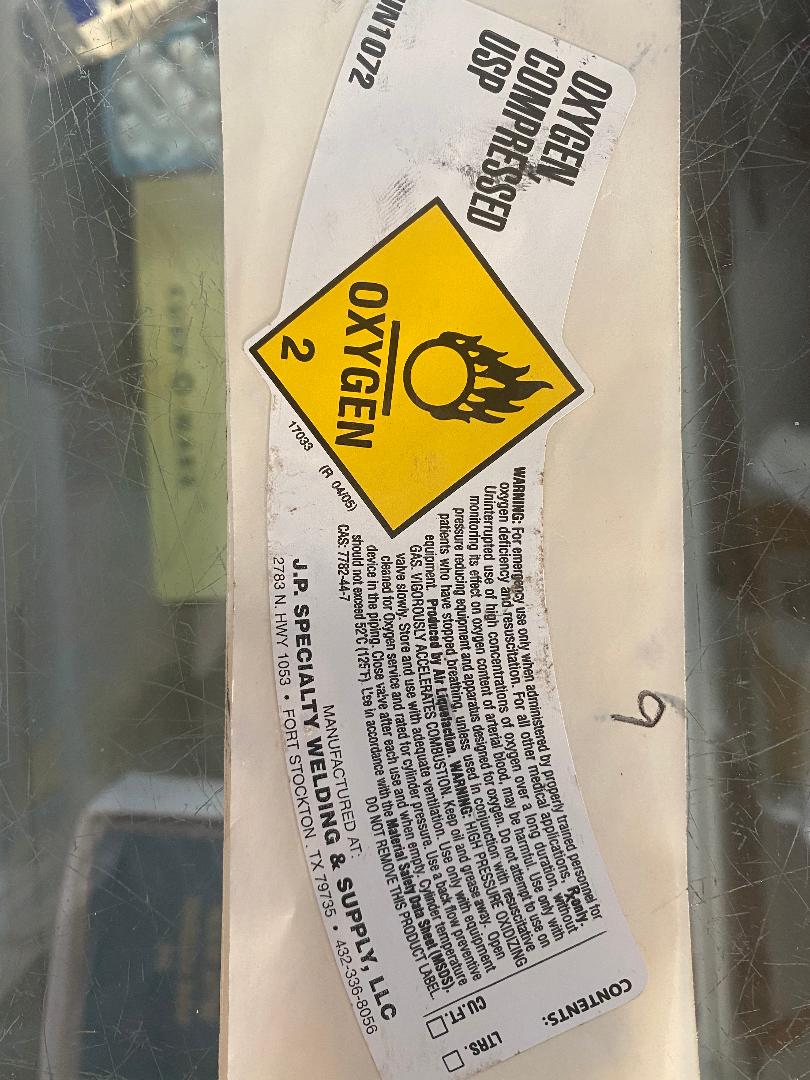 OXYGEN,
COMPRESSED
USP
UN1072
OXYGEN
2
17033 (R 04/05)
WARNING: For emergency use only when administered by properly trained personnel for
oxygen deficiency and resuscitation. For all other medical applications, Rx only.
Uninterrupted use of high concentrations of oxygen over a long duration, without
monitoring its effect on oxygen content of arterial blood, may be harmful. Use only with
pressure reducing equipment and apparatus designed for oxygen. Do not attempt to use on
patients who have stopped breathing, unless used in conjunction with resuscitative
equipment. Produced by Air Liquefaction. WARNING: HIGH PRESSURE OXIDIZING
GAS. VIGOROUSLY ACCELERATES COMBUSTION. Keep oil and grease away. Open
valve slowly. Store and use with adequate ventilation. Use only with equipment
cleaned for Oxygen service and rated for cylinder pressure. Use a back flow preventive
device in the piping. Close valve after each use and when empty. Cylinder temperature
should not exceed 52°C (125°F). Use in accordance with the Material Safety Data Sheet (MSDS).
CAS: 7782-44-7 DO NOT REMOVE THIS PRODUCT LABEL.
MANUFACTURED AT:
J.P. SPECIALTY WELDING & SUPPLY, LLC
2783 N. HWY 1053 • FORT STOCKTON, TX 79735 • 432-336-8056
CONTENTS:
LTRS.
CU.FT.
9